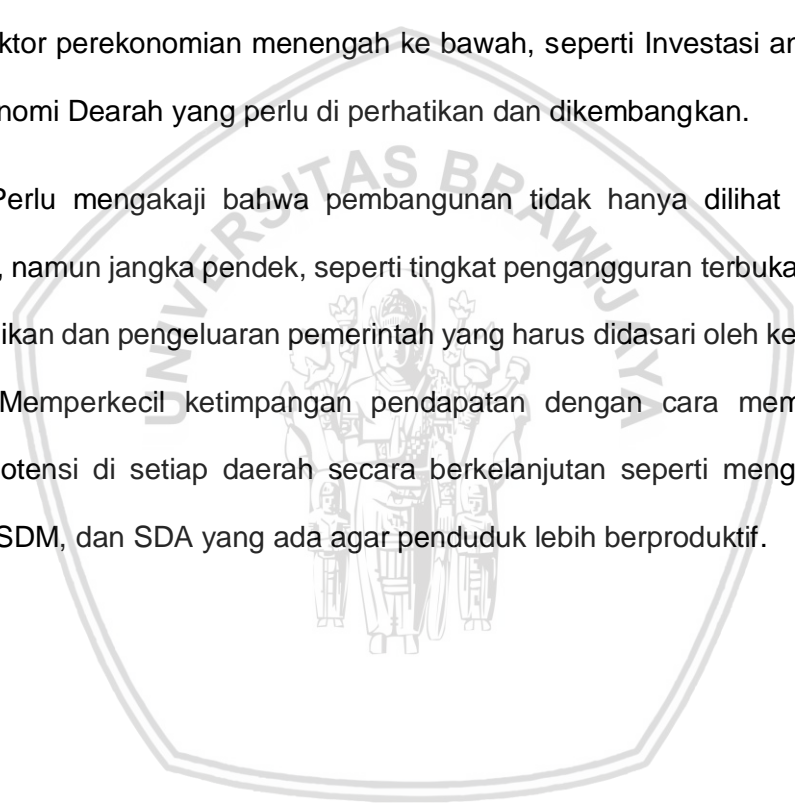 ktor perekonomian menengah ke bawah, seperti Investasi an
nomi Dearah yang perlu di perhatikan dan dikembangkan.
UNIVERSITAS BRAWIJAYA
Perlu mengakaji bahwa pembangunan tidak hanya dilihat
, namun jangka pendek, seperti tingkat pengangguran terbuka
ikan dan pengeluaran pemerintah yang harus didasari oleh ke
Memperkecil ketimpangan pendapatan dengan cara mem
otensi di setiap daerah secara berkelanjutan seperti meng
SDM, dan SDA yang ada agar penduduk lebih berproduktif.